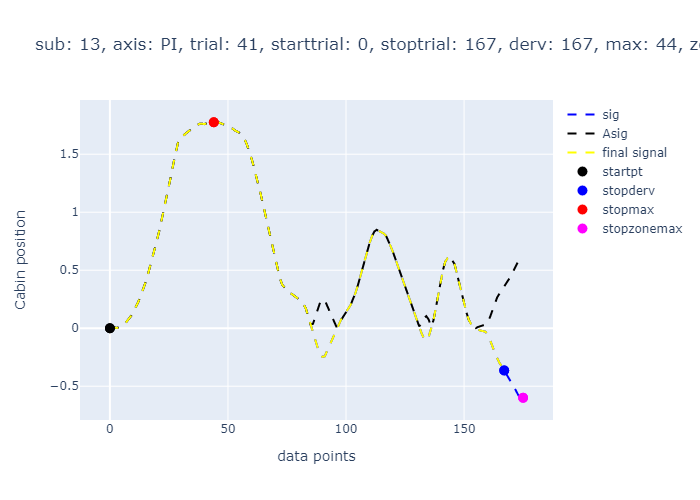 sub: 13, axis: PI, trial: 41, starttrial: 0, stoptrial: 167, derv: 167, max: 44,
sig
Asig
final signal
startpt
stopderv
stopmax
stopzonemax
Cabin position
1.5
1
0.5
0
−0.5
0
50
100
150
data points